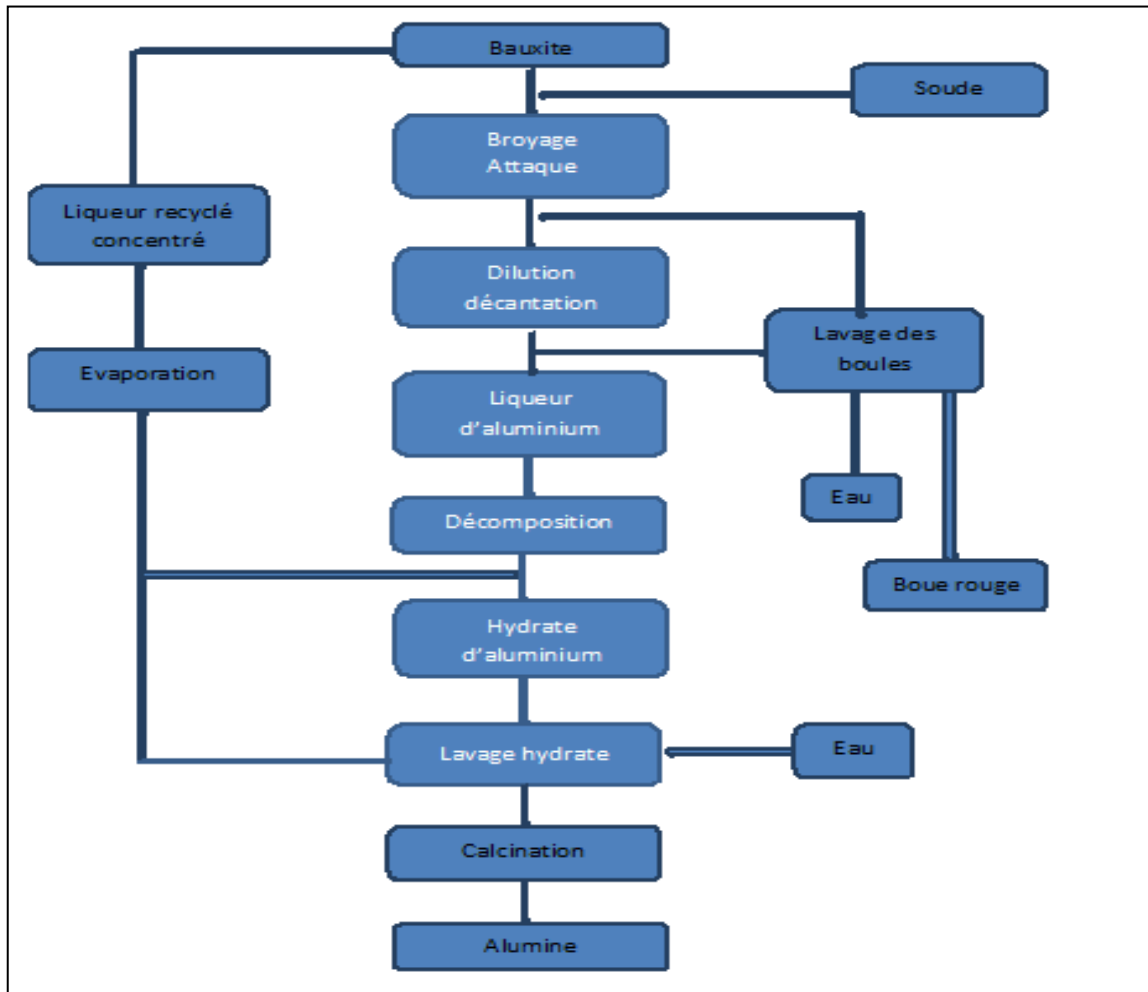 Bauxite
Soude
Broyage
Attaque
Liqueur recyclé
concentré
Dilution
décantation
Lavage des
boules
Evaporation
Liqueur
d'aluminium
Eau
Décomposition
Boue rouge
Hydrate
d'aluminium
Lavage hydrate
Eau
Calcination
Alumine